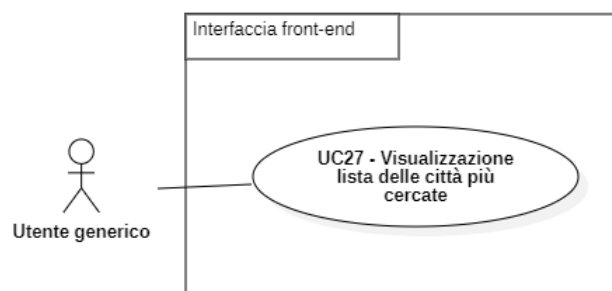 Interfaccia front-end
UC27 - Visualizzazione
lista delle città più
cercate
Utente generico